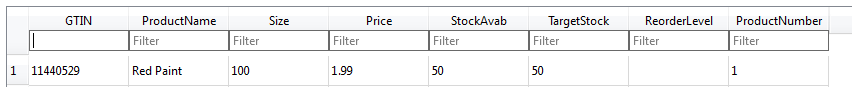 GTIN ProductName Size Price StockAvab TargetStock ReorderLevel ProductNumber
Filter Filter Filter Filter Filter Filter Filter
1 11440529 Red Paint 100 1.99 50 50 1